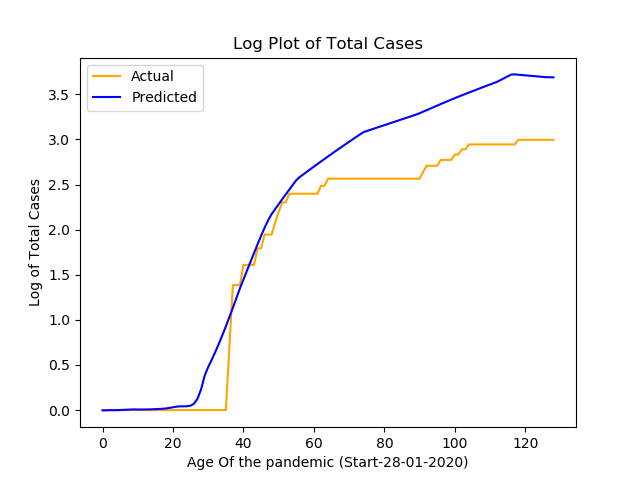 Log Plot of Total Cases
Actual
Predicted
3.5
3.0
2.5
2.0
1.5
1.0
0.5
0.0
Log of Total Cases
0 20 40 60 80 100 120
Age Of the pandemic (Start-28-01-2020)